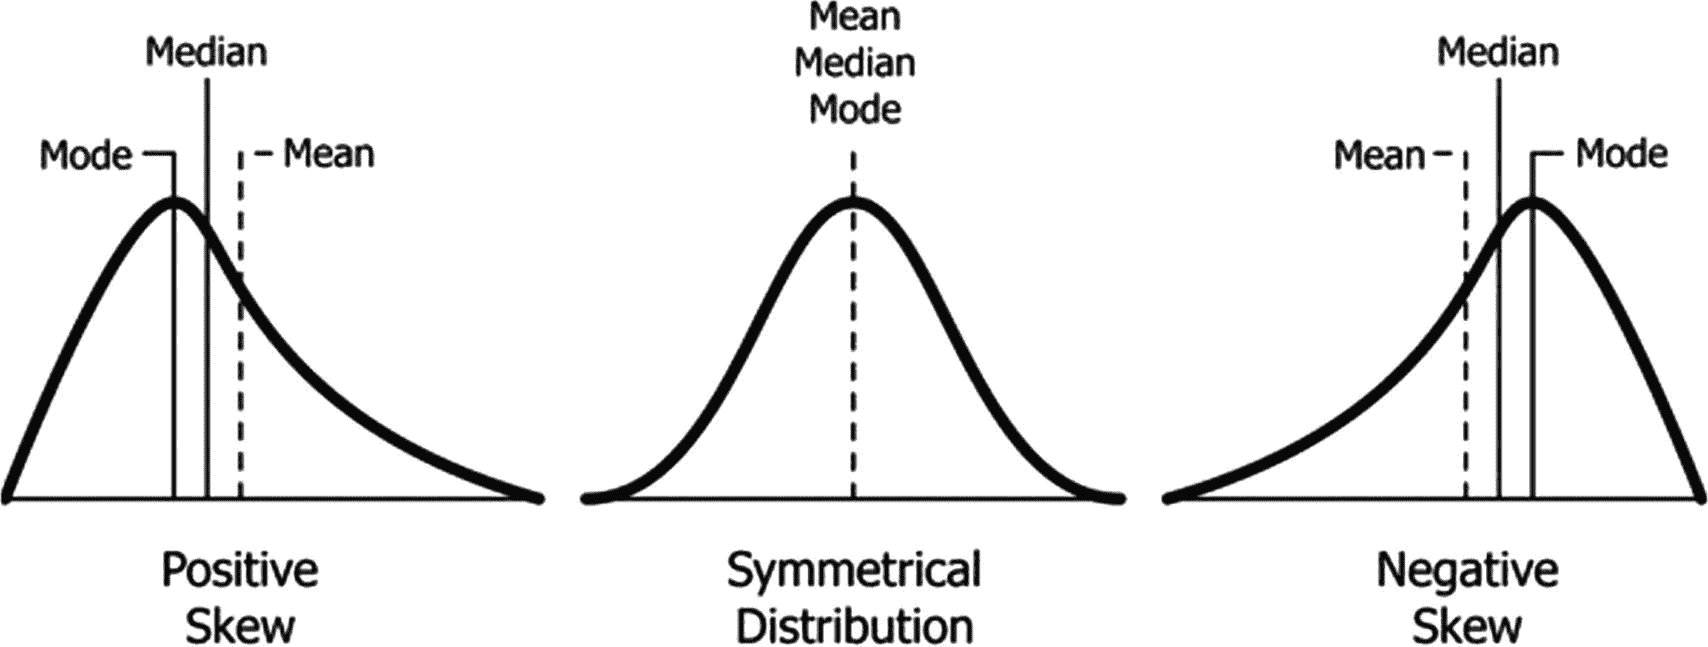 Median
Mode
Mean
Positive
Skew
Mean
Median
Mode
Symmetrical
Distribution
Median
Mean
Mode
Negative
Skew